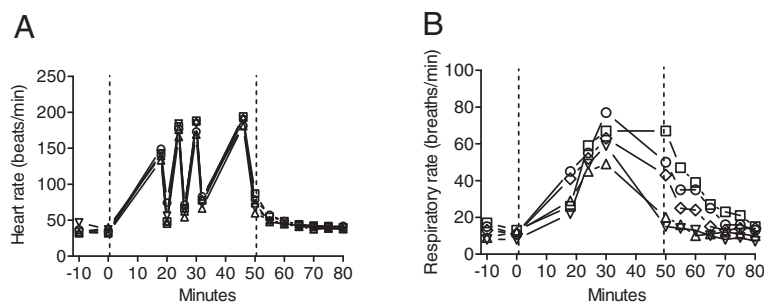 A
Heart rate (beats/min)
250
200
150
100
50
0
-10 0 10 20 30 40 50 60 70 80
Minutes
B
Respiratory rate (breaths/min)
100
80
60
40
20
0
-10 0 10 20 30 40 50 60 70 80
Minutes